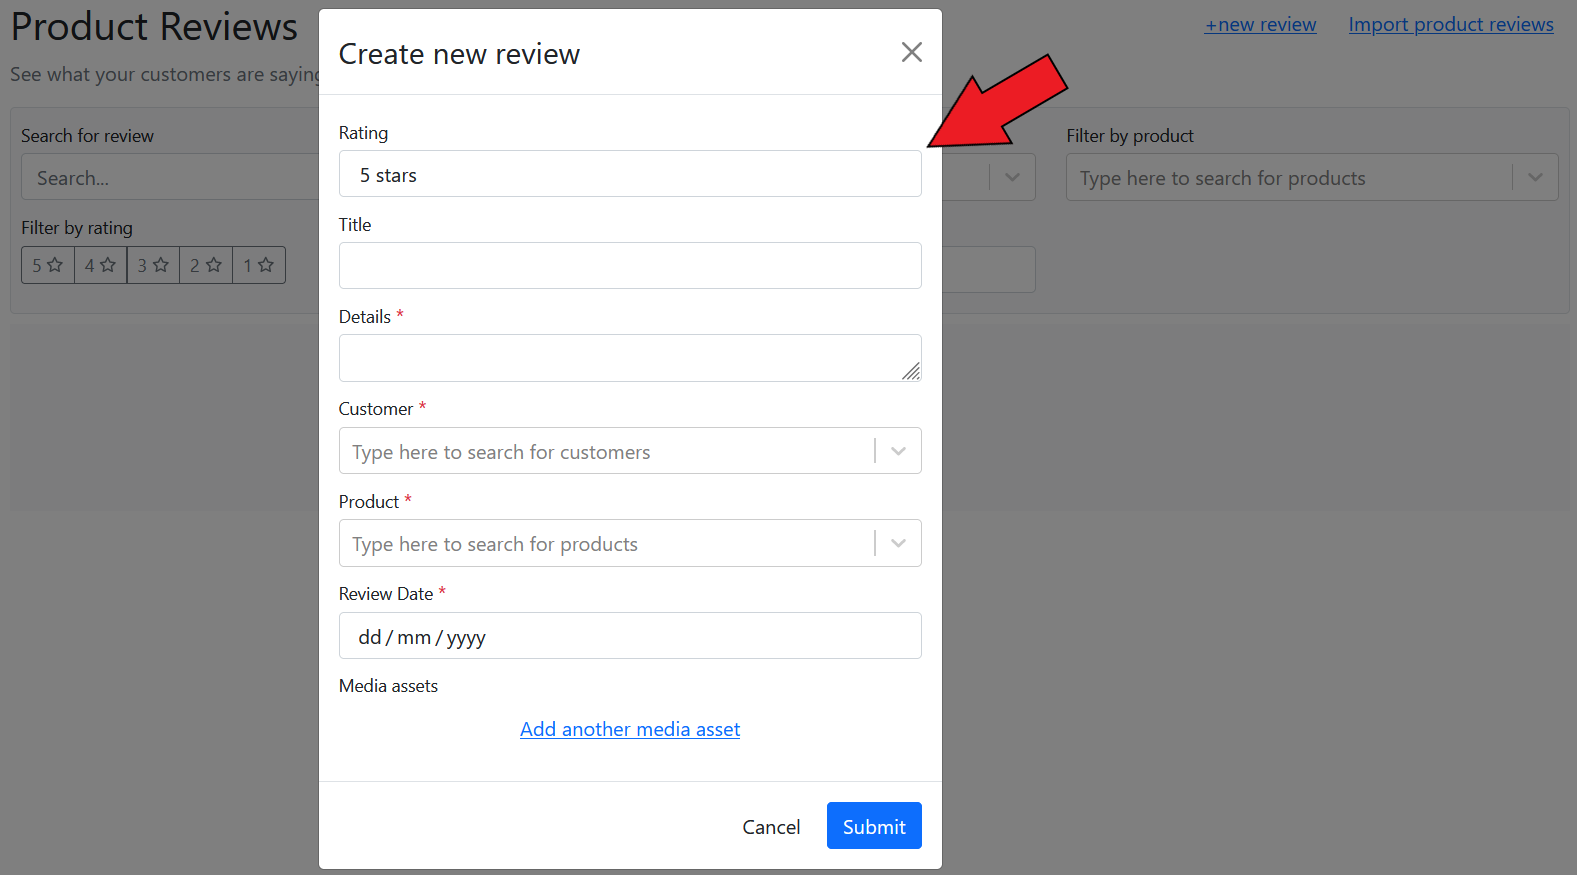 Product Reviews
+new review
Import product reviews
See what your customers are saying
Search for review
Search...
Filter by product
Type here to search for products
Filter by rating
5 4 3 2 1
Create new review
Rating
5 stars
Title
Details *
Customer *
Type here to search for customers
Product *
Type here to search for products
Review Date *
dd/mm/yyyy
Media assets
Add another media asset
Cancel
Submit